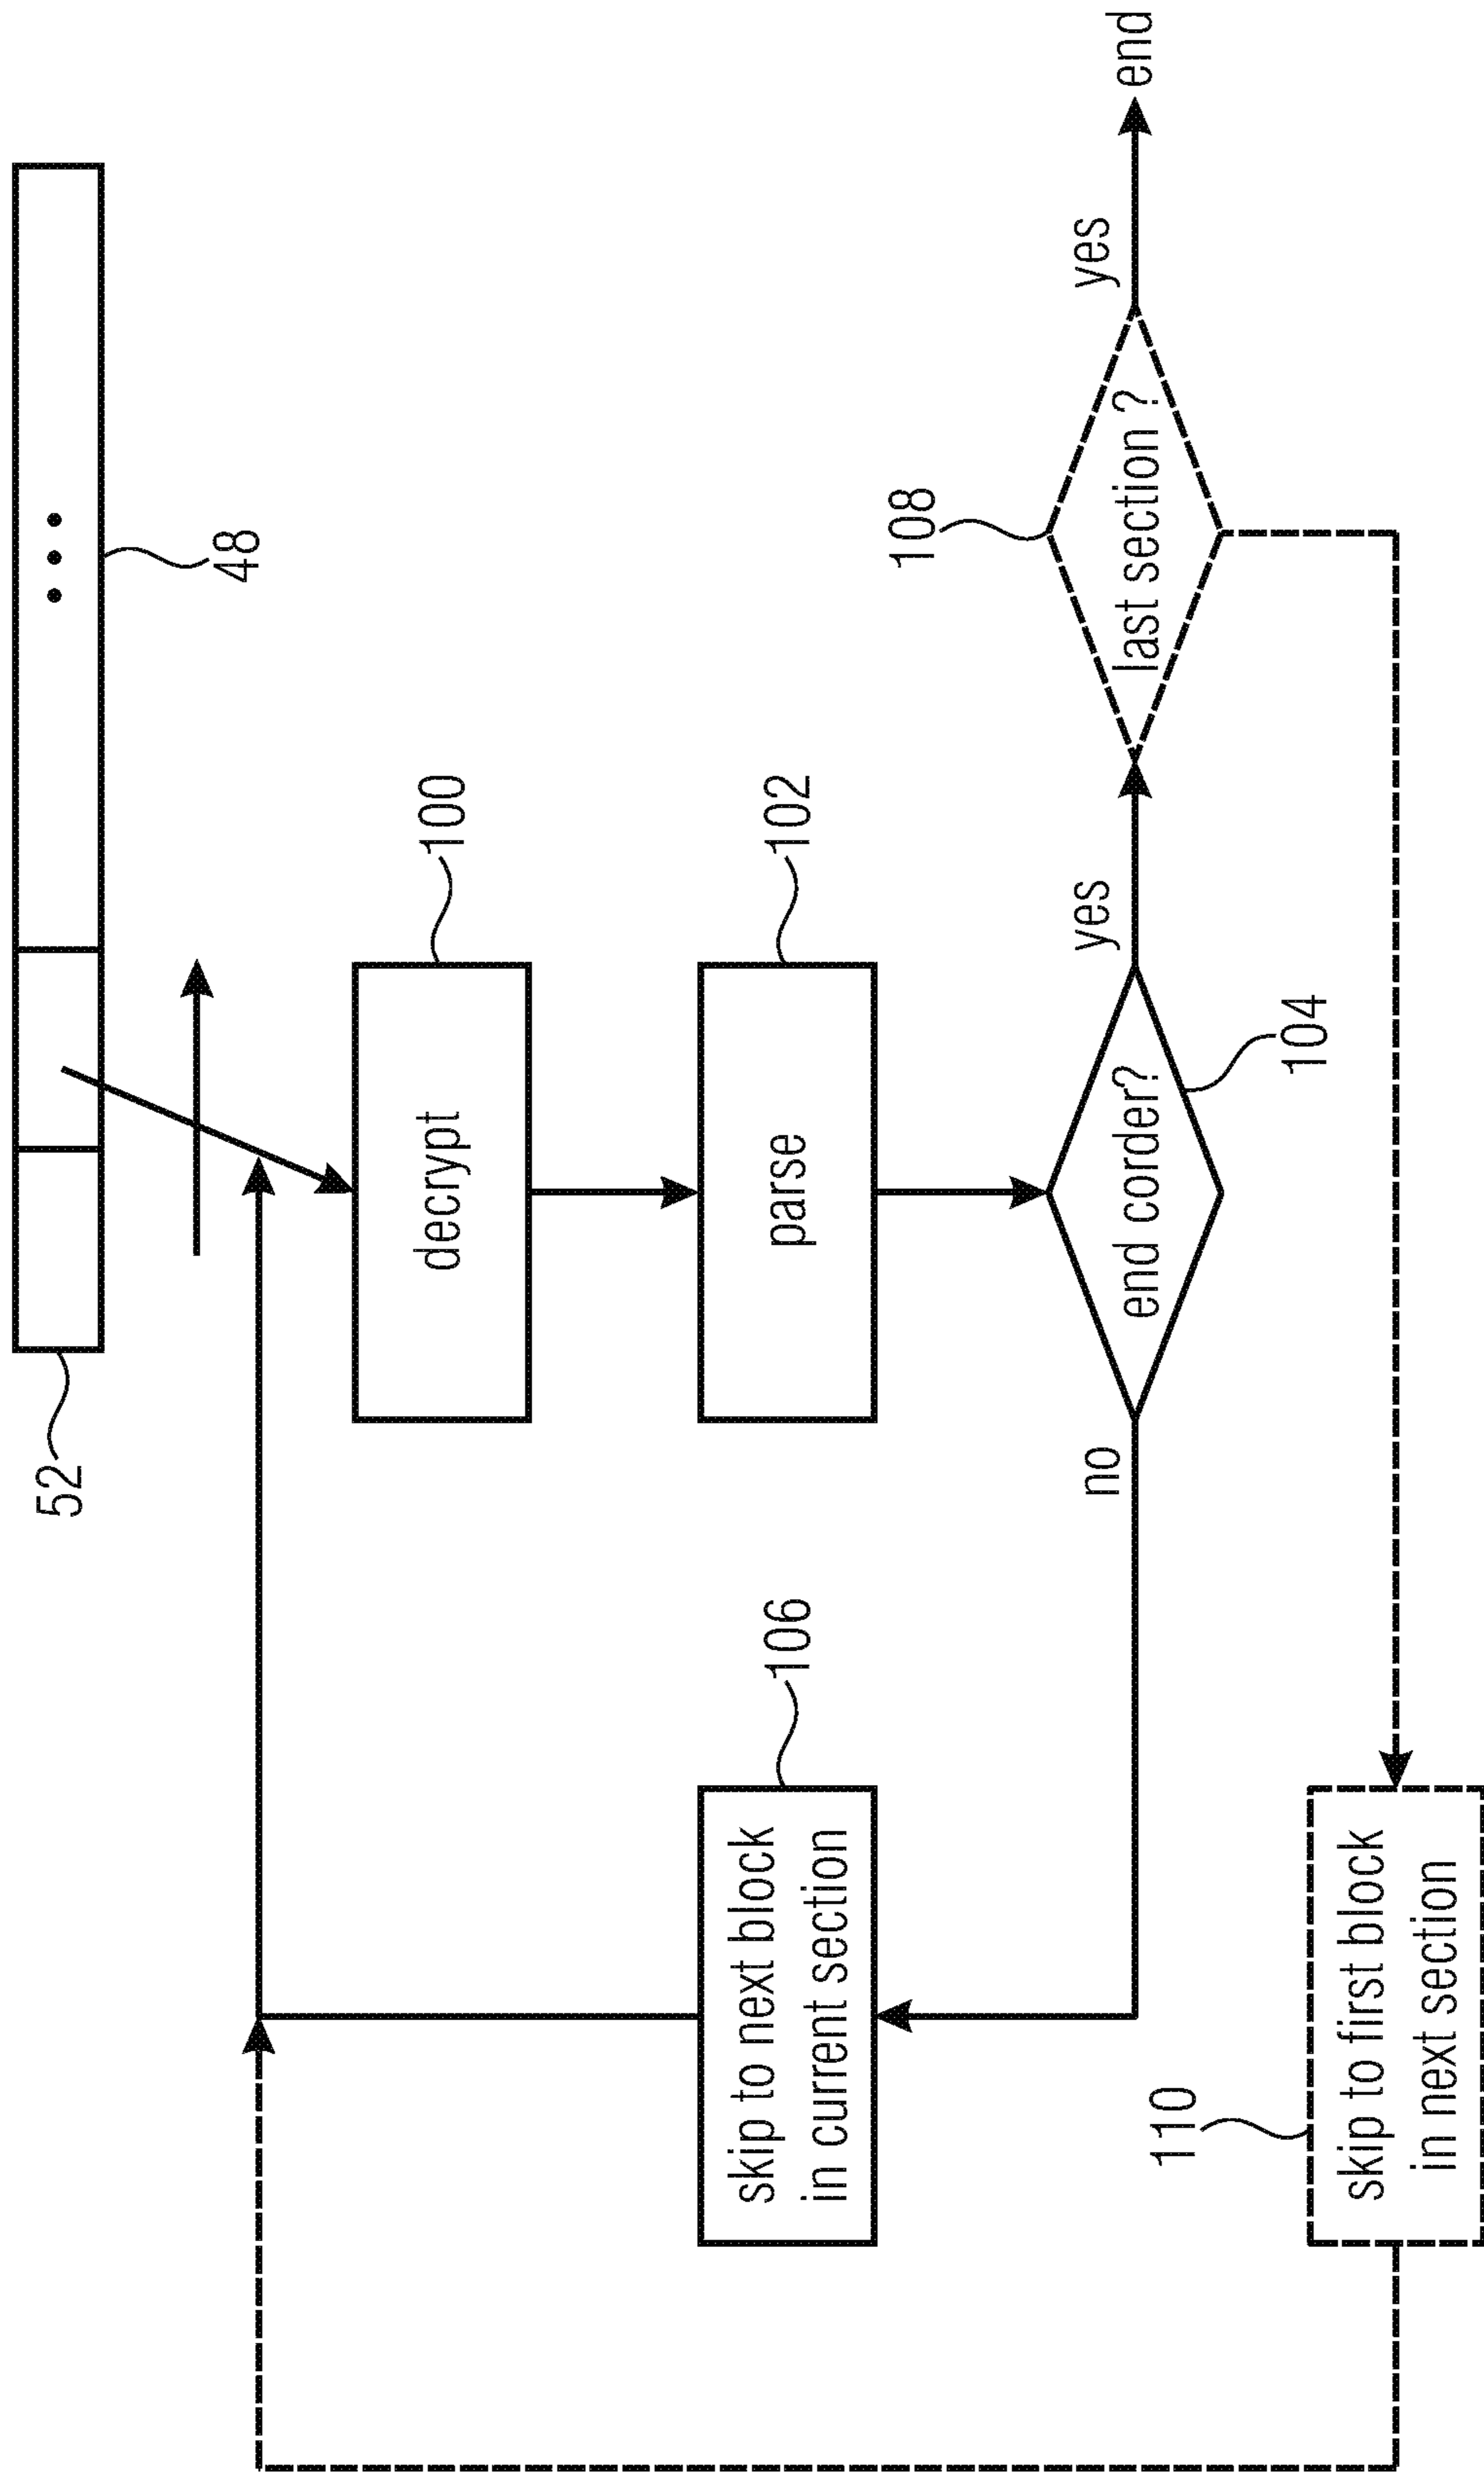 48
52
100
decrypt
102
parse
106
skip to next block
in current section
no
end corder?
104
yes
108
last section ?
yes
end
110
skip to first block
in next section